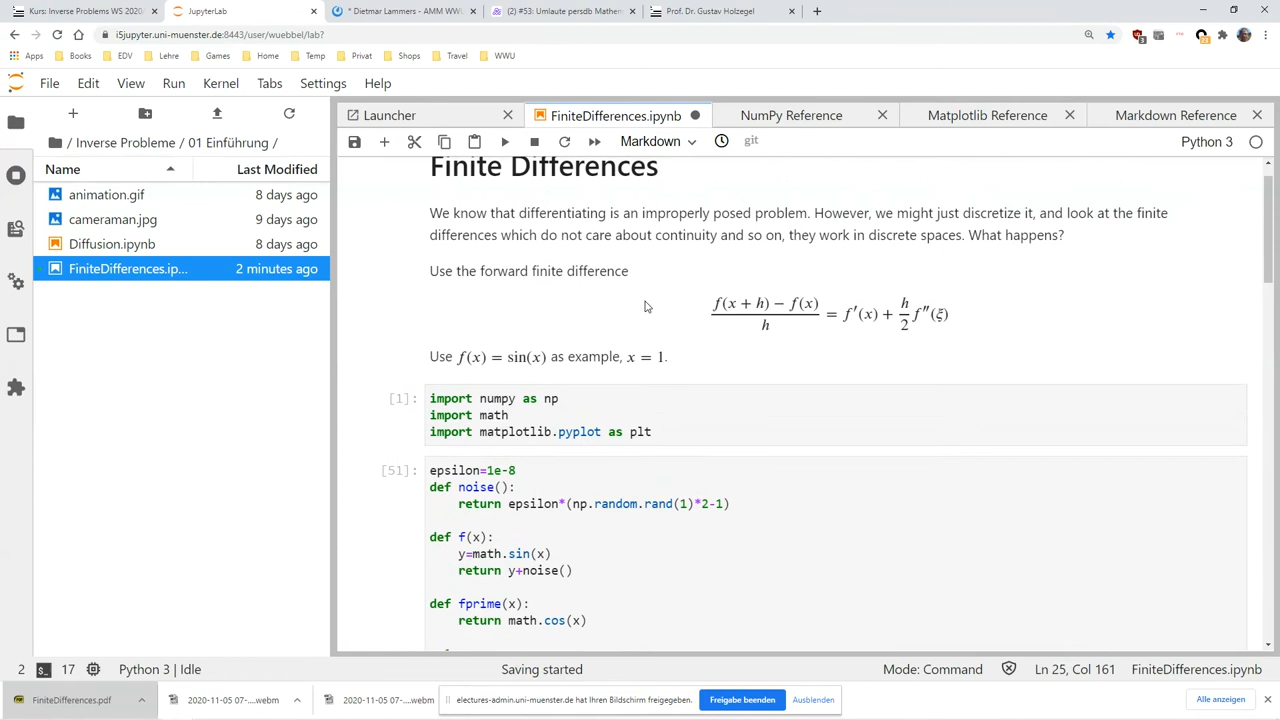 Kurs: Inverse Problems WS 2020
JupyterLab
* Dietmar Lammers – AMM WW
(2) #53: Umlaute persdb Mathem
Prof. Dr. Gustav Holzegel
i5jupyter.uni-muenster.de:8443/user/wuebbel/lab?
Apps Books EDV Lehre Games Home Temp Privat Shops Travel WWU
File Edit View Run Kernel Tabs Settings Help
/ Inverse Probleme / 01 Einführung /
Name Last Modified
animation.gif 8 days ago
cameraman.jpg 9 days ago
Diffusion.ipynb 8 days ago
FiniteDifferences.ip... 2 minutes ago
Launcher FiniteDifferences.ipynb NumPy Reference Matplotlib Reference Markdown Reference
Markdown git Python 3
Finite Differences
We know that differentiating is an improperly posed problem. However, we might just discretize it, and look at the finite
differences which do not care about continuity and so on, they work in discrete spaces. What happens?
Use the forward finite difference
f(x + h) − f(x) / h = f′(x) + h/2 f″(ξ)
Use f(x) = sin(x) as example, x = 1.
[1]: import numpy as np
import math
import matplotlib.pyplot as plt
[51]: epsilon=1e-8
def noise():
return epsilon*(np.random.rand(1)*2-1)
def f(x):
y=math.sin(x)
return y+noise()
def fprime(x):
return math.cos(x)
2 17 Python 3 | Idle Saving started Mode: Command Ln 25, Col 161 FiniteDifferences.ipynb
FiniteDifferences.pdf 2020-11-05 07-....webm 2020-11-05 07-....webm electures-admin.uni-muenster.de hat Ihren Bildschirm freigegeben. Freigabe beenden Ausblenden Alle anzeigen